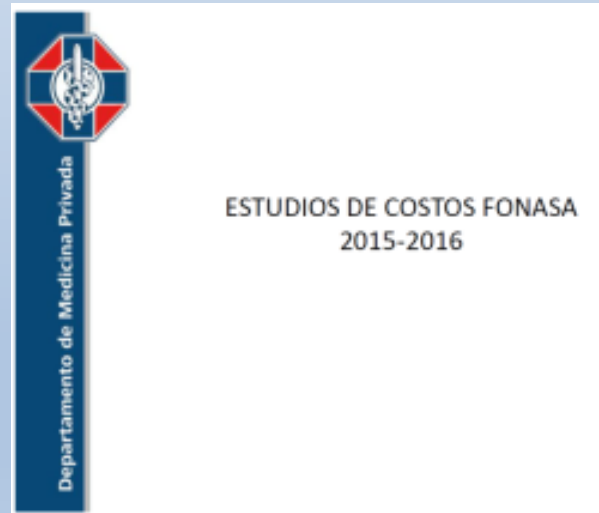 Departamento de Medicina Privada
ESTUDIOS DE COSTOS FONASA
2015-2016